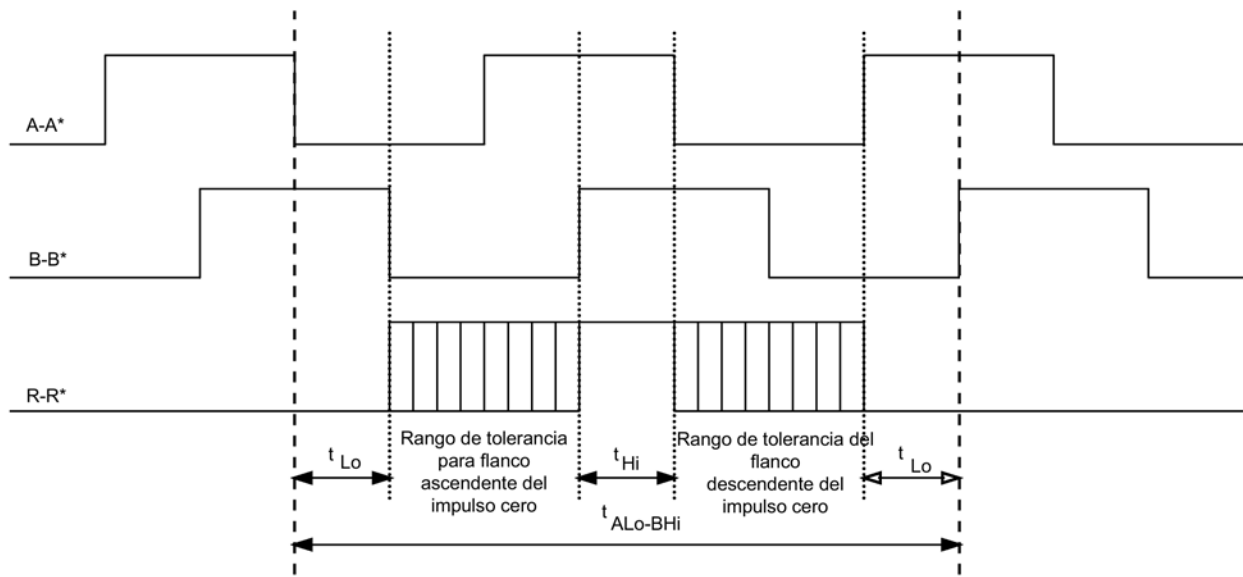 A-A*
B-B*
R-R*
t Lo
Rango de tolerancia
para flanco
ascendente del
impulso cero
t Hi
Rango de tolerancia del
flanco
descendente del
impulso cero
t Lo
t ALo-BHi